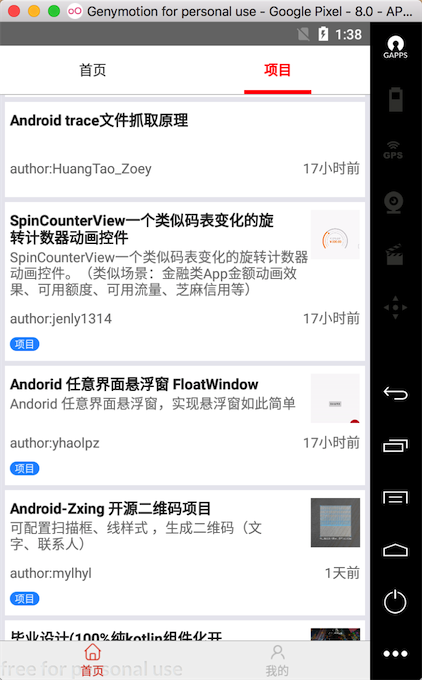 Genymotion for personal use - Google Pixel - 8.0 - AP...
1:38
GAPPS
首页
项目
Android trace文件抓取原理
author:HuangTao_Zoey
17小时前
SpinCounterView一个类似码表变化的旋
转计数器动画控件
SpinCounterView一个类似码表变化的旋转计数器
动画控件。（类似场景：金融类App金额动画效
果、可用额度、可用流量、芝麻信用等）
author:jenly1314
17小时前
项目
Andorid 任意界面悬浮窗 FloatWindow
Andorid 任意界面悬浮窗，实现悬浮窗如此简单
author:yhaolpz
17小时前
项目
Android-Zxing 开源二维码项目
可配置扫描框、线样式 ，生成二维码（文
字、联系人）
author:mylhyl
1天前
项目
毕业设计(100%纯kotlin组件化开
首页
我的
free for personal use
GPS